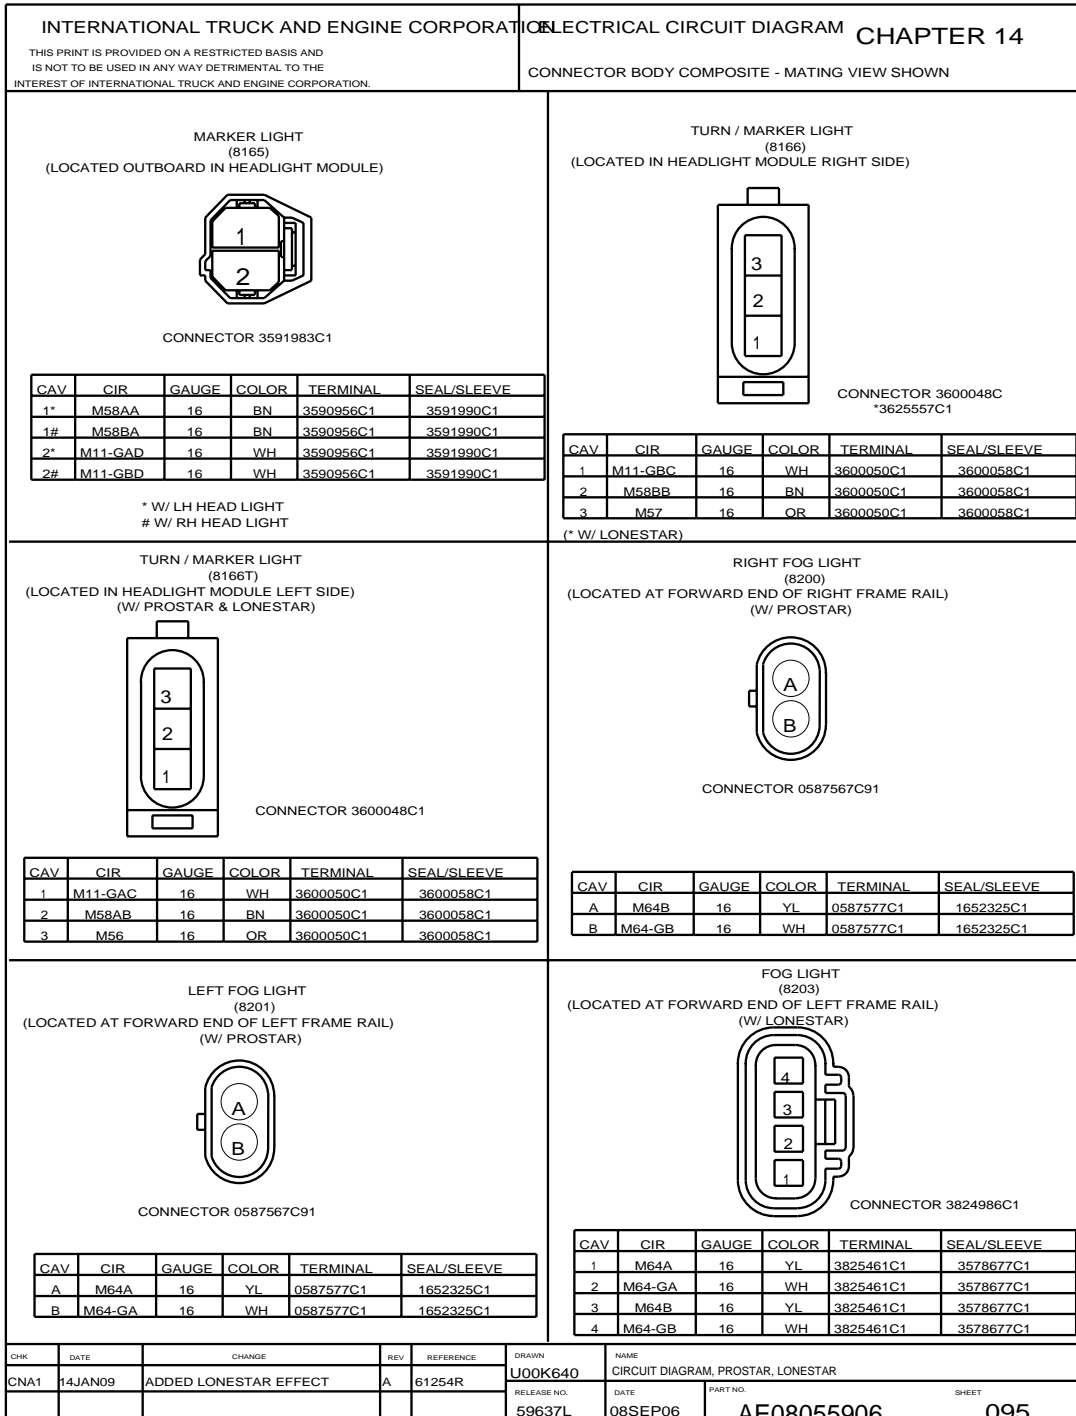 INTERNATIONAL TRUCK AND ENGINE CORPORATION
THIS PRINT IS PROVIDED ON A RESTRICTED BASIS AND
IS NOT TO BE USED IN ANY WAY DETRIMENTAL TO THE
INTEREST OF INTERNATIONAL TRUCK AND ENGINE CORPORATION.
ELECTRICAL CIRCUIT DIAGRAM CHAPTER 14
CONNECTOR BODY COMPOSITE - MATING VIEW SHOWN
MARKER LIGHT
(8165)
(LOCATED OUTBOARD IN HEADLIGHT MODULE)
1
2
CONNECTOR 3591983C1
CAV CIR GAUGE COLOR TERMINAL SEAL/SLEEVE
1* M58AA 16 BN 3590956C1 3591990C1
1# M58BA 16 BN 3590956C1 3591990C1
2* M11-GAD 16 WH 3590956C1 3591990C1
2# M11-GBD 16 WH 3590956C1 3591990C1
* W/ LH HEAD LIGHT
# W/ RH HEAD LIGHT
TURN / MARKER LIGHT
(8166)
(LOCATED IN HEADLIGHT MODULE RIGHT SIDE)
3
2
1
CONNECTOR 3600048C
*3625557C1
CAV CIR GAUGE COLOR TERMINAL SEAL/SLEEVE
1 M11-GBC 16 WH 3600050C1 3600058C1
2 M58BB 16 BN 3600050C1 3600058C1
3 M57 16 OR 3600050C1 3600058C1
(* W/ LONESTAR)
TURN / MARKER LIGHT
(8166T)
(LOCATED IN HEADLIGHT MODULE LEFT SIDE)
(W/ PROSTAR & LONESTAR)
3
2
1
CONNECTOR 3600048C1
CAV CIR GAUGE COLOR TERMINAL SEAL/SLEEVE
1 M11-GAC 16 WH 3600050C1 3600058C1
2 M58AB 16 BN 3600050C1 3600058C1
3 M56 16 OR 3600050C1 3600058C1
RIGHT FOG LIGHT
(8200)
(LOCATED AT FORWARD END OF RIGHT FRAME RAIL)
(W/ PROSTAR)
A
B
CONNECTOR 0587567C91
CAV CIR GAUGE COLOR TERMINAL SEAL/SLEEVE
A M64B 16 YL 0587577C1 1652325C1
B M64-GB 16 WH 0587577C1 1652325C1
LEFT FOG LIGHT
(8201)
(LOCATED AT FORWARD END OF LEFT FRAME RAIL)
(W/ PROSTAR)
A
B
CONNECTOR 0587567C91
CAV CIR GAUGE COLOR TERMINAL SEAL/SLEEVE
A M64A 16 YL 0587577C1 1652325C1
B M64-GA 16 WH 0587577C1 1652325C1
FOG LIGHT
(8203)
(LOCATED AT FORWARD END OF LEFT FRAME RAIL)
(W/ LONESTAR)
4
3
2
1
CONNECTOR 3824986C1
CAV CIR GAUGE COLOR TERMINAL SEAL/SLEEVE
1 M64A 16 YL 3825461C1 3578677C1
2 M64-GA 16 WH 3825461C1 3578677C1
3 M64B 16 YL 3825461C1 3578677C1
4 M64-GB 16 WH 3825461C1 3578677C1
CHK DATE CHANGE REV REFERENCE
CNA1 14JAN09 ADDED LONESTAR EFFECT A 61254R
DRAWN
U00K640
NAME
CIRCUIT DIAGRAM, PROSTAR, LONESTAR
RELEASE NO.
59637L
DATE
08SEP06
PART NO.
AE08055906
SHEET
095